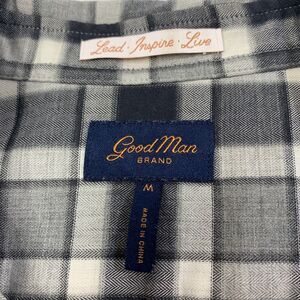 Lead · Inspire · Live
Good Man
BRAND
M
MADE IN CHINA